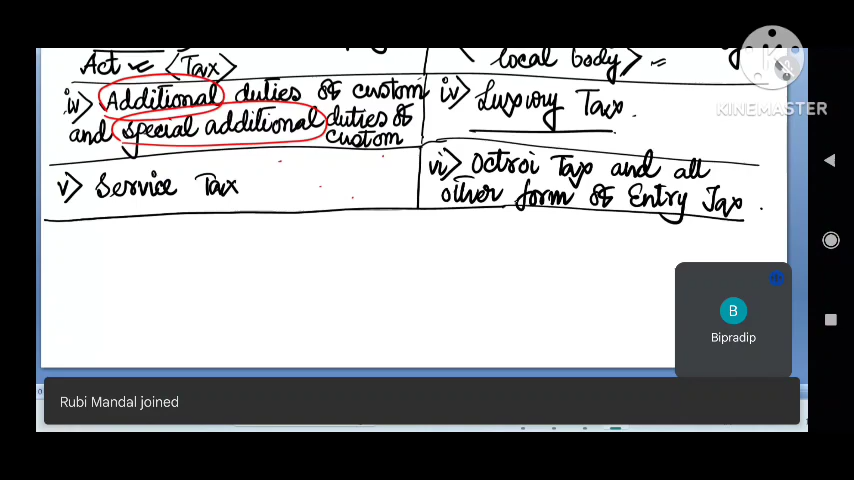 Act <Tax>
local body> =
iv> Additional duties of custom
and special additional duties of
custom
iv> Luxury Tax.
v> Service Tax
vi> Octroi Tax and all
other form of Entry Tax.
KINEMASTER
B
Bipradip
Rubi Mandal joined